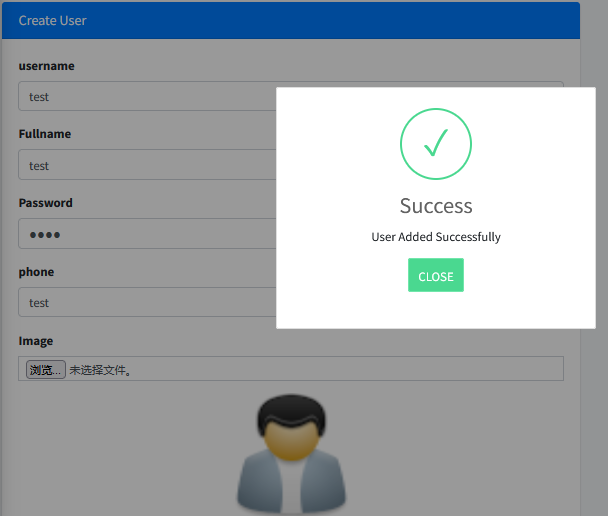 Create User
username
test
Fullname
test
Password
phone
test
Image
浏览... 未选择文件。
Success
User Added Successfully
CLOSE